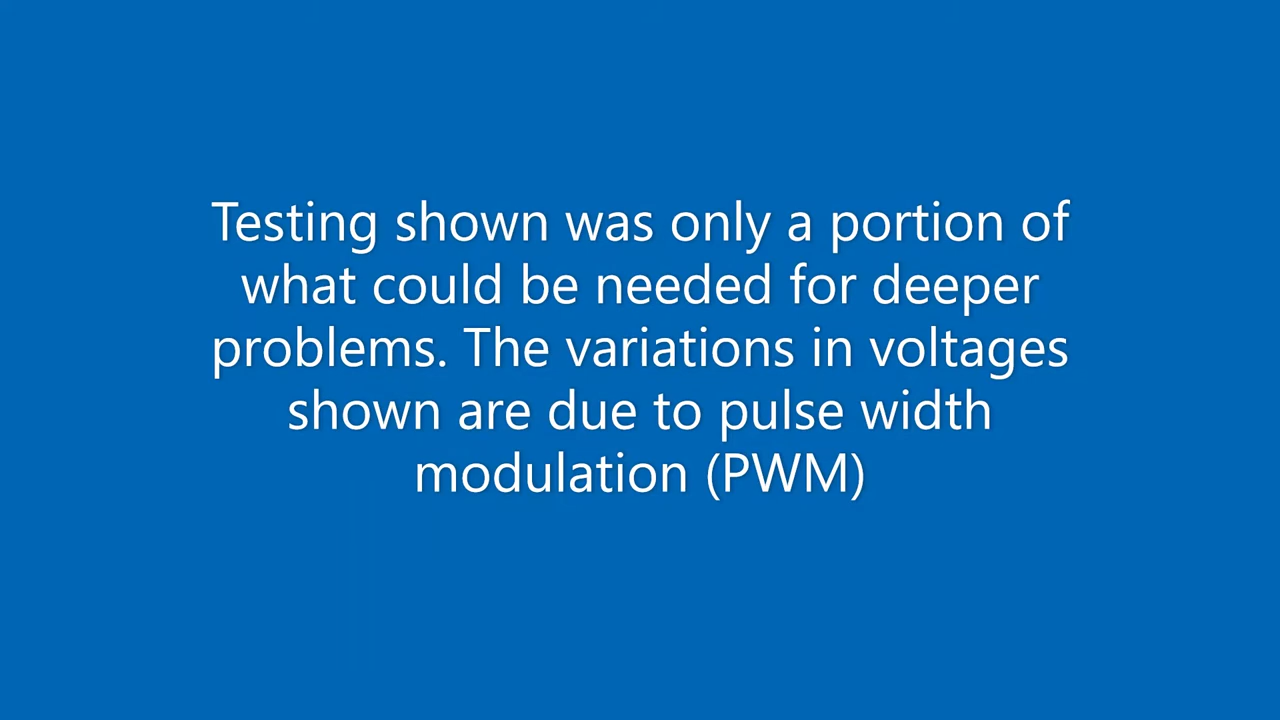 Testing shown was only a portion of
what could be needed for deeper
problems. The variations in voltages
shown are due to pulse width
modulation (PWM)